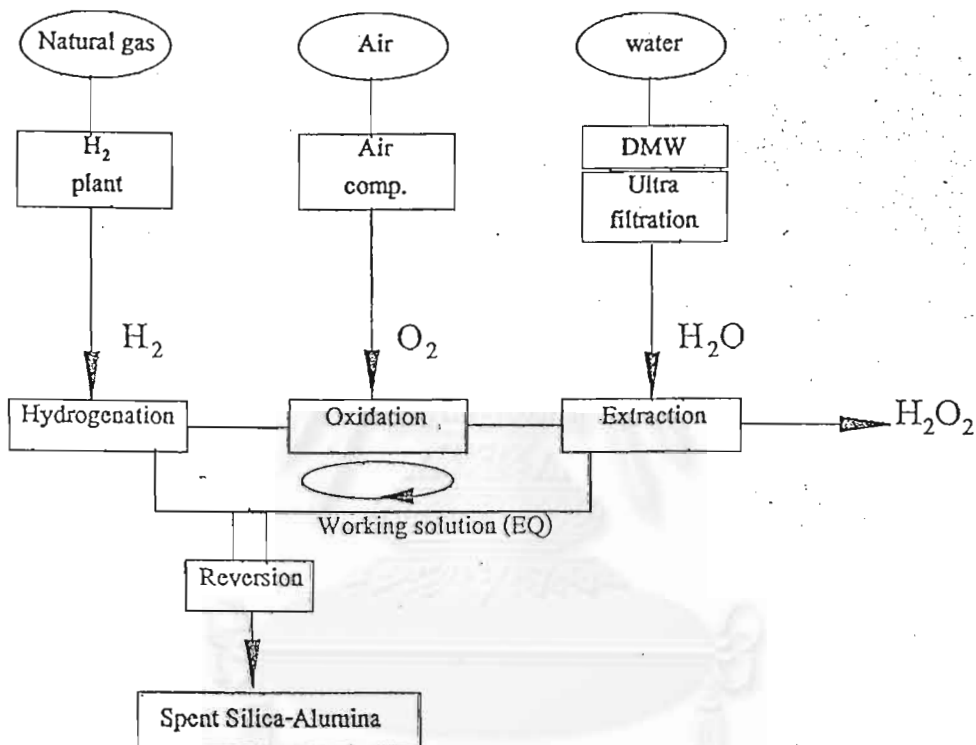 Natural gas
Air
water
H₂
plant
Air
comp.
DMW
Ultra
filtration
H₂
O₂
H₂O
Hydrogenation
Oxidation
Extraction
H₂O₂
Working solution (EQ)
Reversion
Spent Silica-Alumina